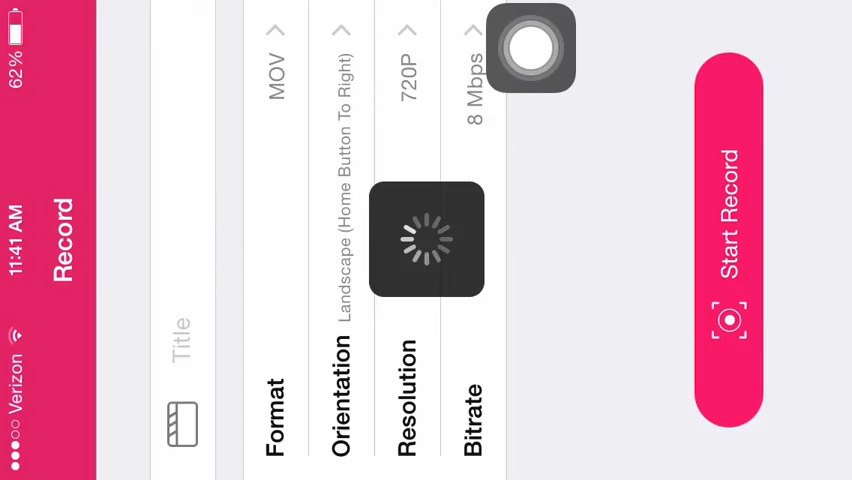 Verizon 11:41 AM 62%
Record
Title
Format MOV
Orientation Landscape (Home Button To Right)
Resolution 720P
Bitrate 8 Mbps
Start Record